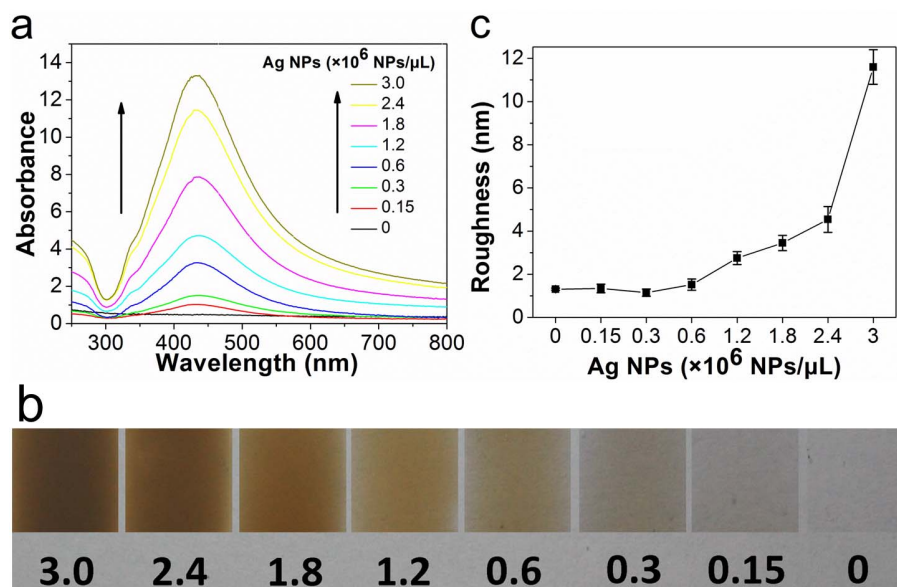 a
Absorbance
14
12
10
8
6
4
2
0
300 400 500 600 700 800
Wavelength (nm)
Ag NPs (×10⁶ NPs/µL)
3.0
2.4
1.8
1.2
0.6
0.3
0.15
0
c
Roughness (nm)
12
10
8
6
4
2
0
0 0.15 0.3 0.6 1.2 1.8 2.4 3
Ag NPs (×10⁶ NPs/µL)
b
3.0 2.4 1.8 1.2 0.6 0.3 0.15 0